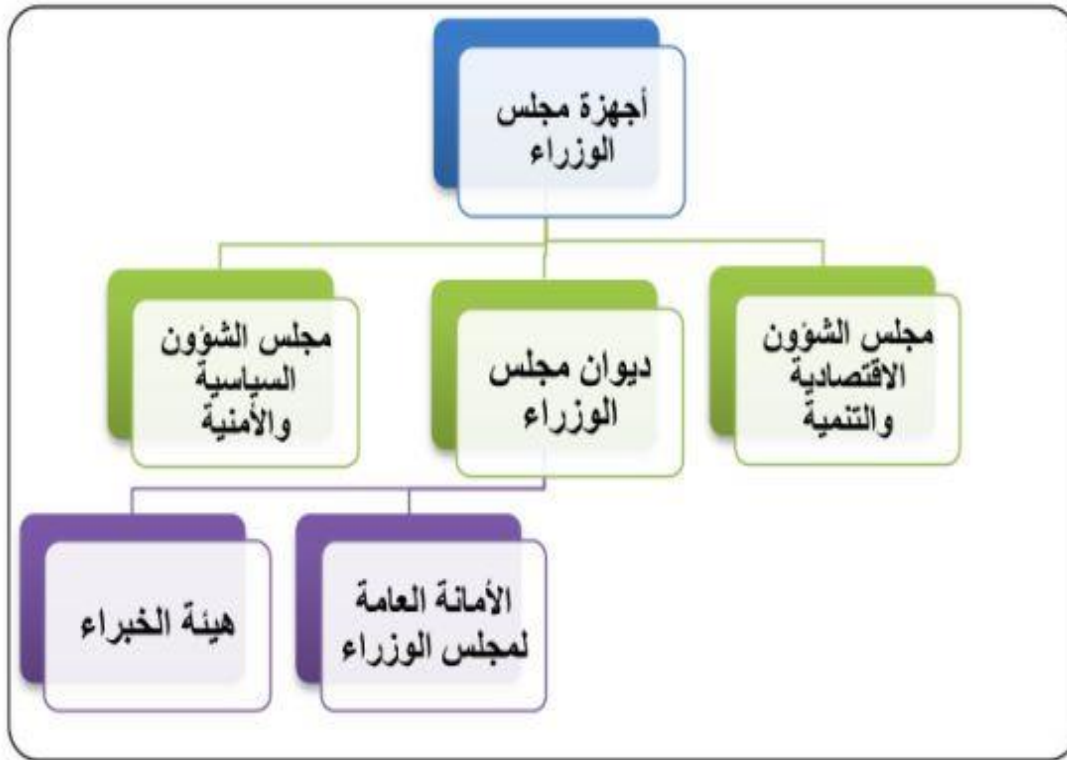 أجهزة مجلس
الوزراء
مجلس الشؤون
الاقتصادية
والتنمية
ديوان مجلس
الوزراء
مجلس الشؤون
السياسية
والأمنية
الأمانة العامة
لمجلس الوزراء
هيئة الخبراء